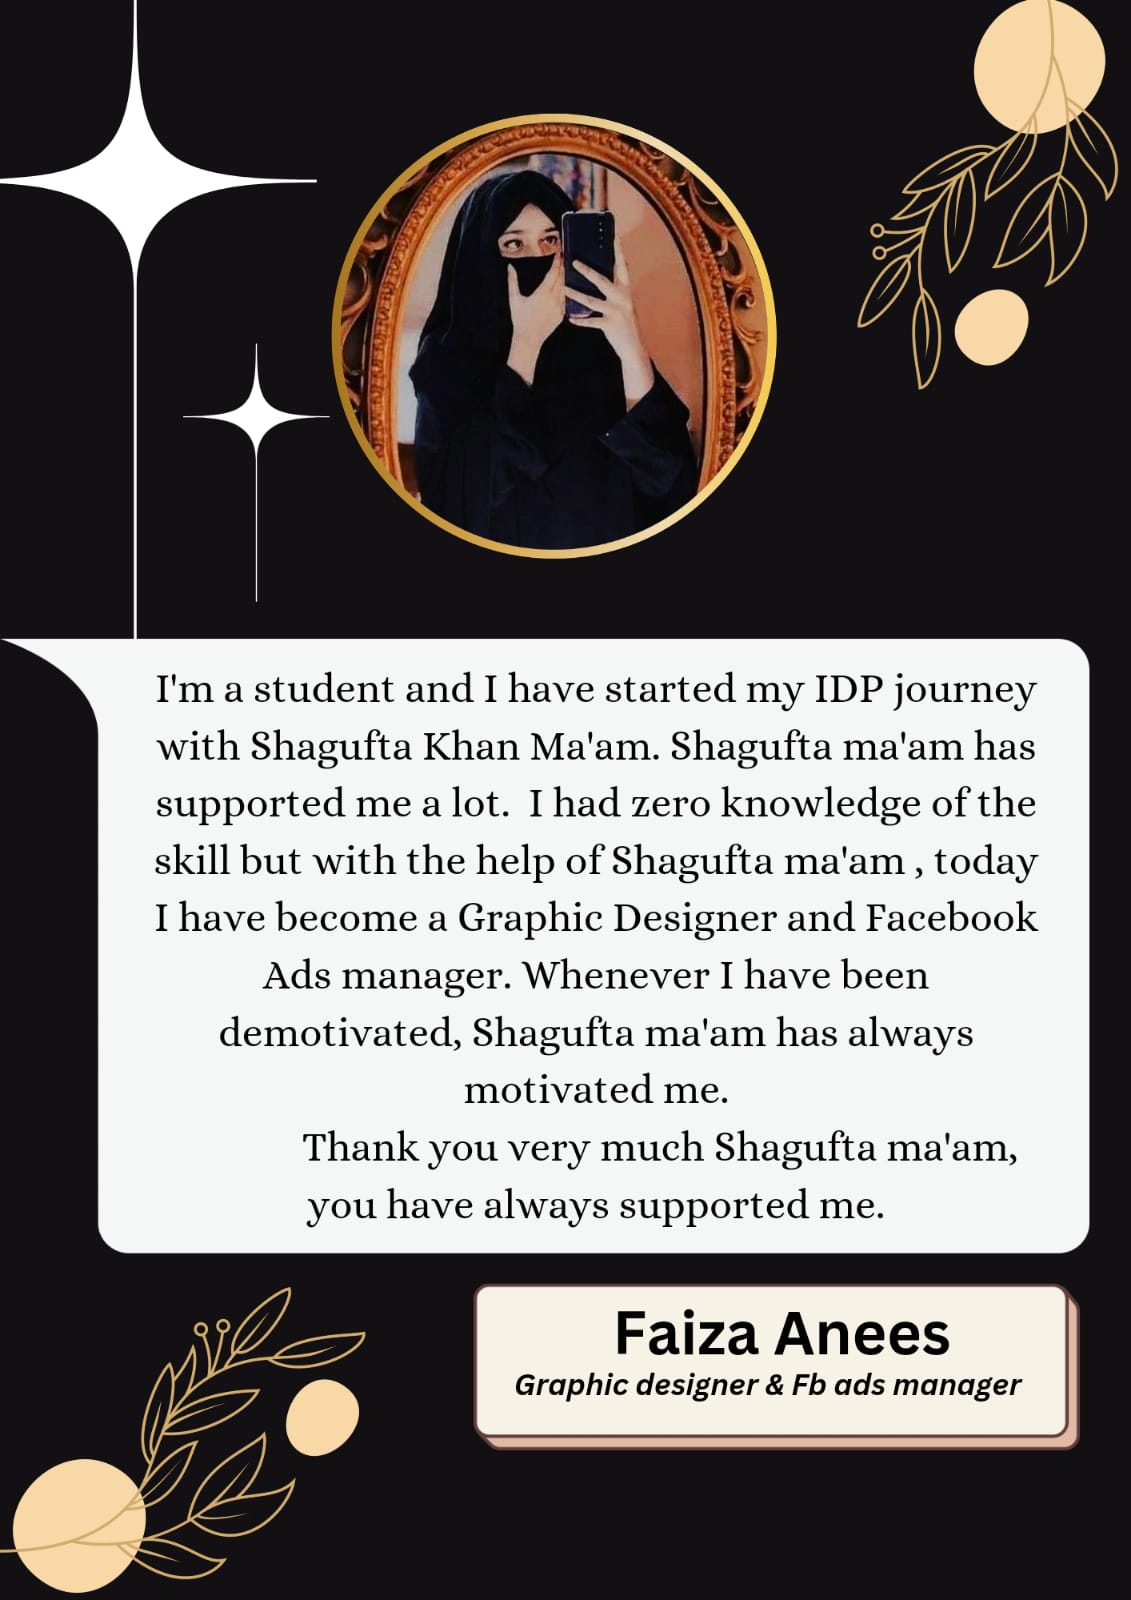 I'm a student and I have started my IDP journey
with Shagufta Khan Ma'am. Shagufta ma'am has
supported me a lot.  I had zero knowledge of the
skill but with the help of Shagufta ma'am , today
I have become a Graphic Designer and Facebook
Ads manager. Whenever I have been
demotivated, Shagufta ma'am has always
motivated me.
Thank you very much Shagufta ma'am,
you have always supported me.
Faiza Anees
Graphic designer & Fb ads manager